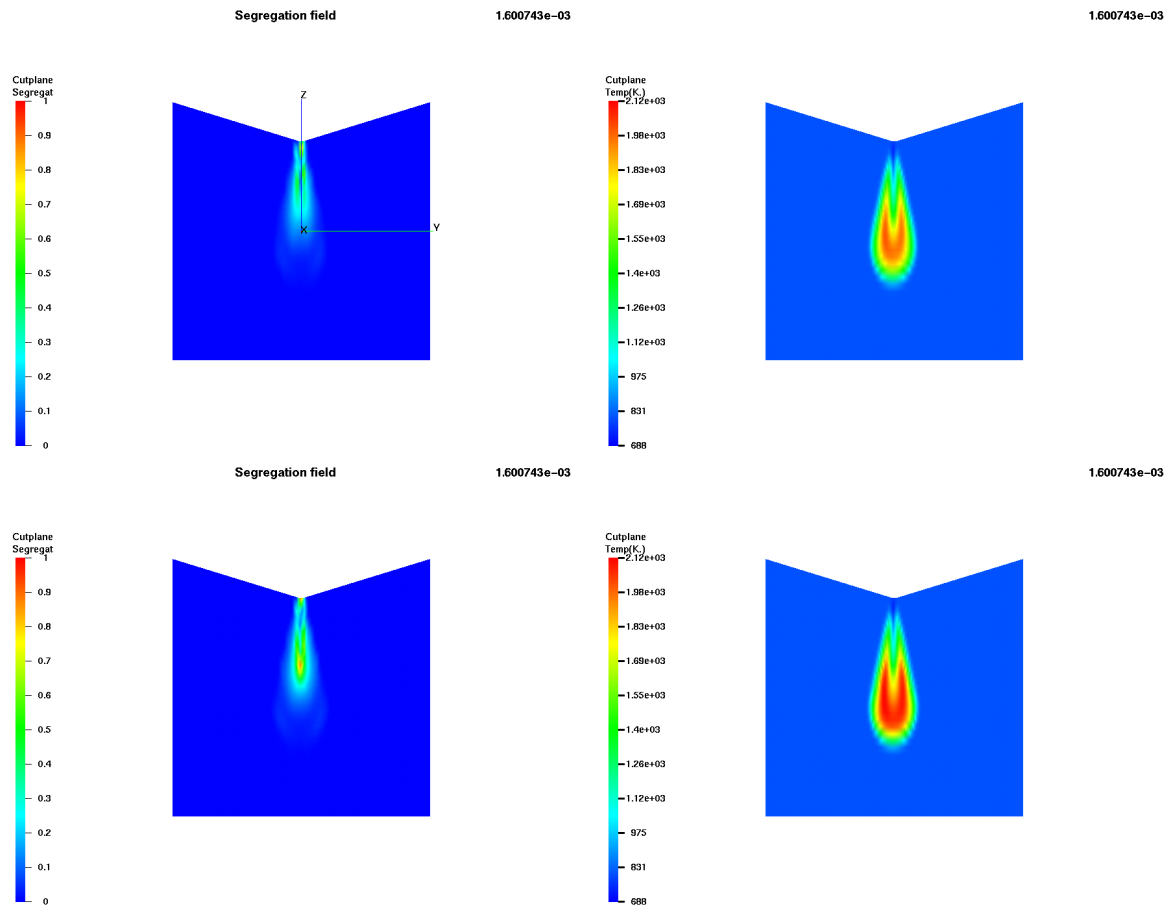 Segregation field 1.600743e−03
Cutplane
Segregat
1
0.9
0.8
0.7
0.6
0.5
0.4
0.3
0.2
0.1
0
Z
X
Y
1.600743e−03
Cutplane
Temp(K.)
2.12e+03
1.98e+03
1.83e+03
1.69e+03
1.55e+03
1.4e+03
1.26e+03
1.12e+03
975
831
688
Segregation field 1.600743e−03
Cutplane
Segregat
1
0.9
0.8
0.7
0.6
0.5
0.4
0.3
0.2
0.1
0
1.600743e−03
Cutplane
Temp(K.)
2.12e+03
1.98e+03
1.83e+03
1.69e+03
1.55e+03
1.4e+03
1.26e+03
1.12e+03
975
831
688